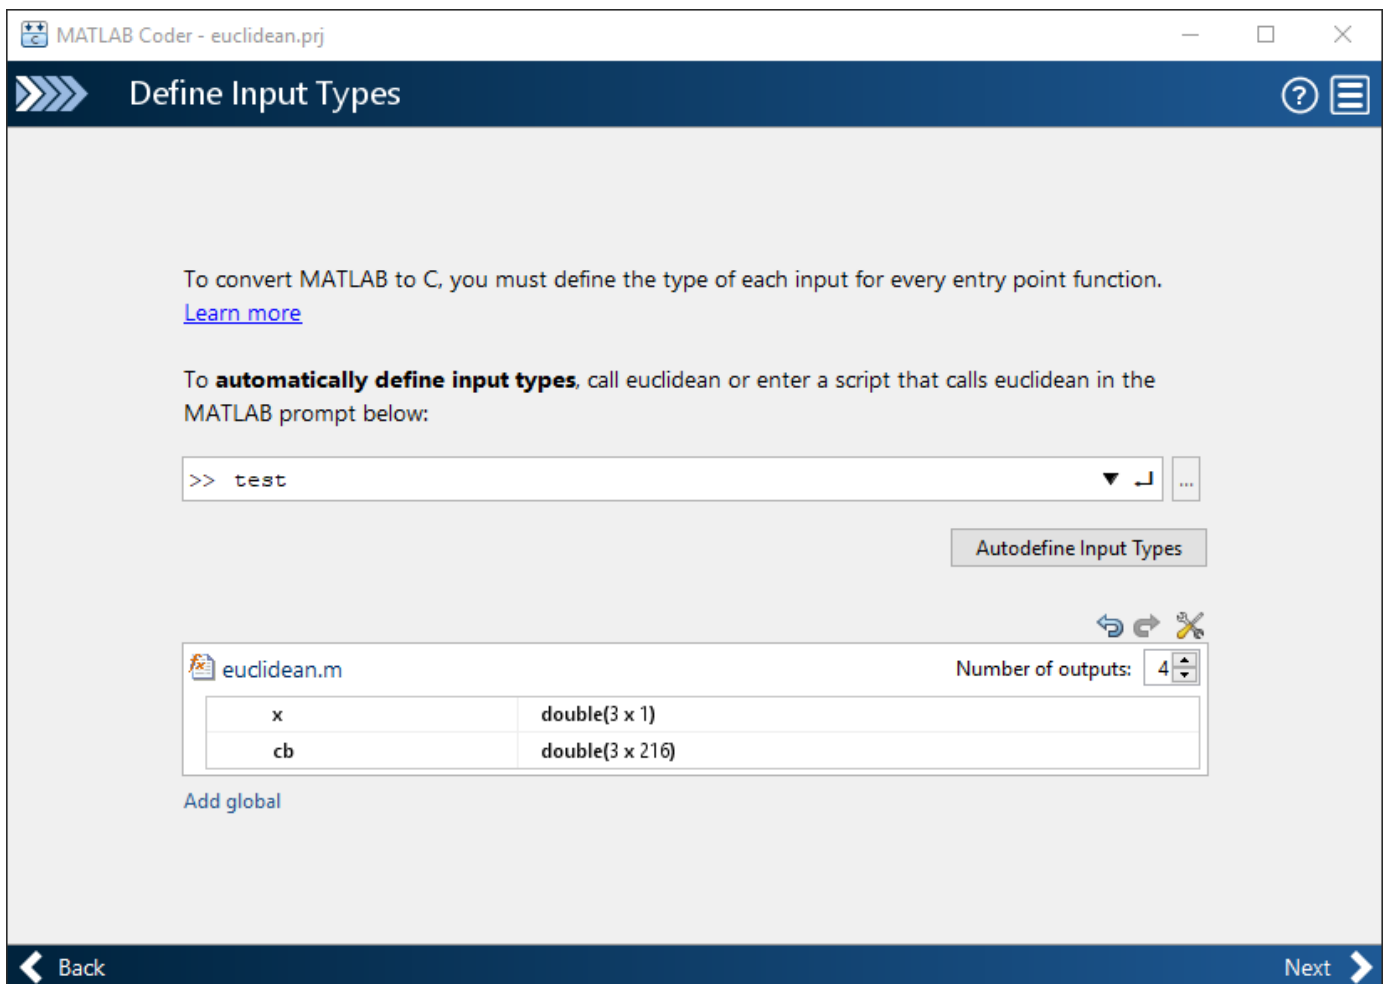 MATLAB Coder - euclidean.prj
Define Input Types
To convert MATLAB to C, you must define the type of each input for every entry point function.
Learn more
To automatically define input types, call euclidean or enter a script that calls euclidean in the
MATLAB prompt below:
>> test
...
Autodefine Input Types
euclidean.m
Number of outputs: 4
x double(3 x 1)
cb double(3 x 216)
Add global
Back
Next